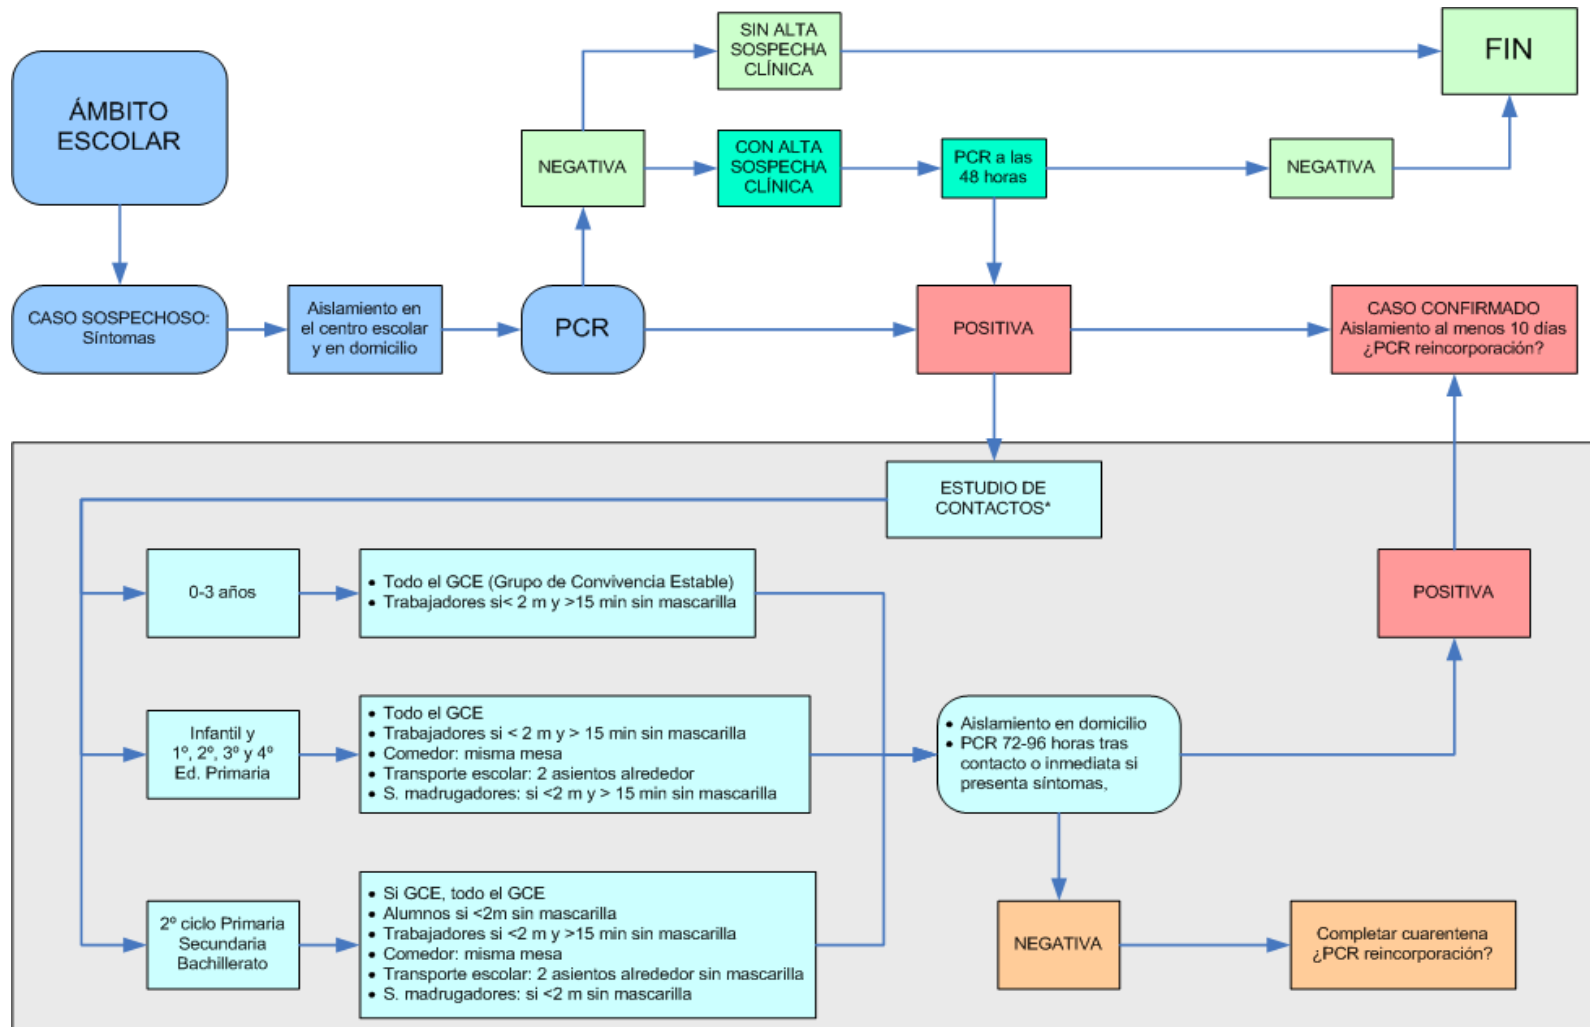 ÁMBITO
ESCOLAR
SIN ALTA
SOSPECHA
CLÍNICA
FIN
NEGATIVA
CON ALTA
SOSPECHA
CLÍNICA
PCR a las
48 horas
NEGATIVA
CASO SOSPECHOSO:
Síntomas
Aislamiento en
el centro escolar
y en domicilio
PCR
POSITIVA
CASO CONFIRMADO
Aislamiento al menos 10 días
¿PCR reincorporación?
ESTUDIO DE
CONTACTOS*
0-3 años
• Todo el GCE (Grupo de Convivencia Estable)
• Trabajadores si< 2 m y >15 min sin mascarilla
POSITIVA
Infantil y
1º, 2º, 3º y 4º
Ed. Primaria
• Todo el GCE
• Trabajadores si < 2 m y > 15 min sin mascarilla
• Comedor: misma mesa
• Transporte escolar: 2 asientos alrededor
• S. madrugadores: si <2 m y > 15 min sin mascarilla
• Aislamiento en domicilio
• PCR 72-96 horas tras
contacto o inmediata si
presenta síntomas,
2º ciclo Primaria
Secundaria
Bachillerato
• Si GCE, todo el GCE
• Alumnos si <2m sin mascarilla
• Trabajadores si <2 m y >15 min sin mascarilla
• Comedor: misma mesa
• Transporte escolar: 2 asientos alrededor sin mascarilla
• S. madrugadores: si <2 m sin mascarilla
NEGATIVA
Completar cuarentena
¿PCR reincorporación?